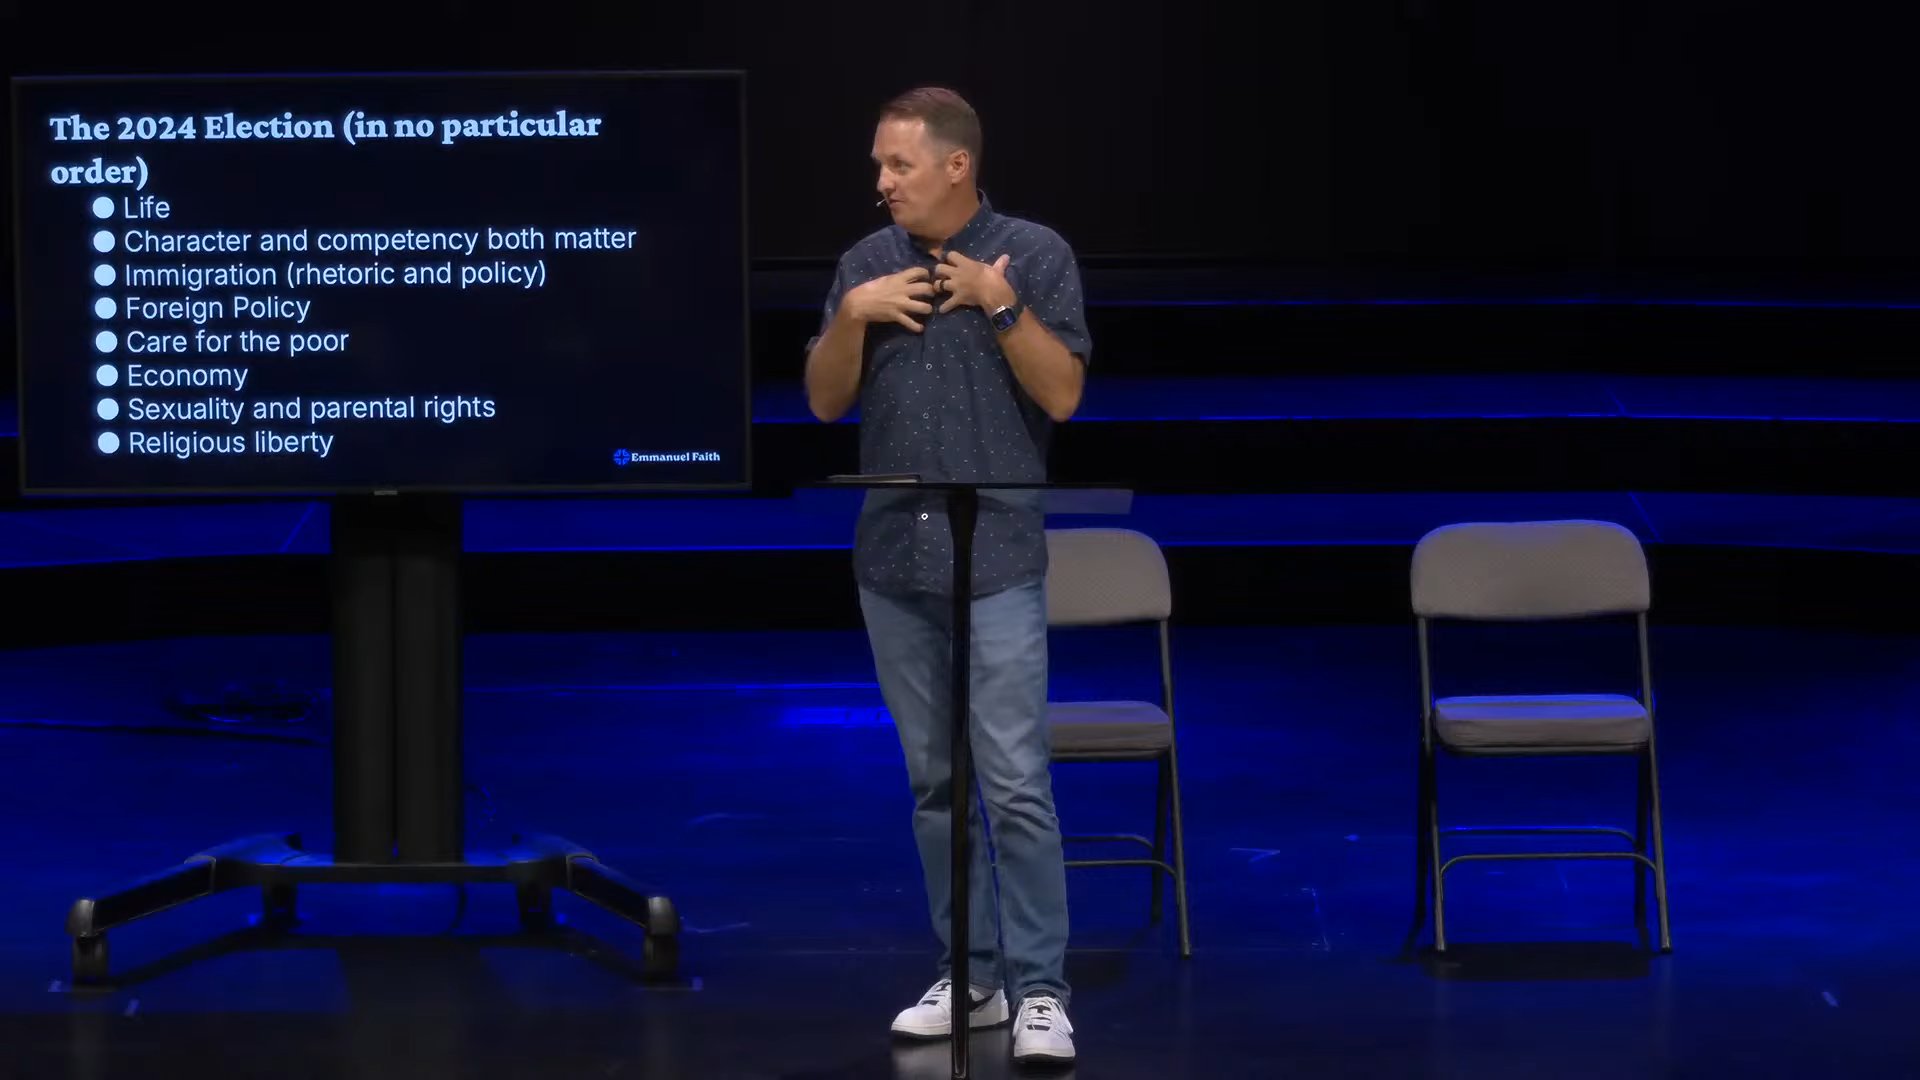 The 2024 Election (in no particular
order)
● Life
● Character and competency both matter
● Immigration (rhetoric and policy)
● Foreign Policy
● Care for the poor
● Economy
● Sexuality and parental rights
● Religious liberty
Emmanuel Faith